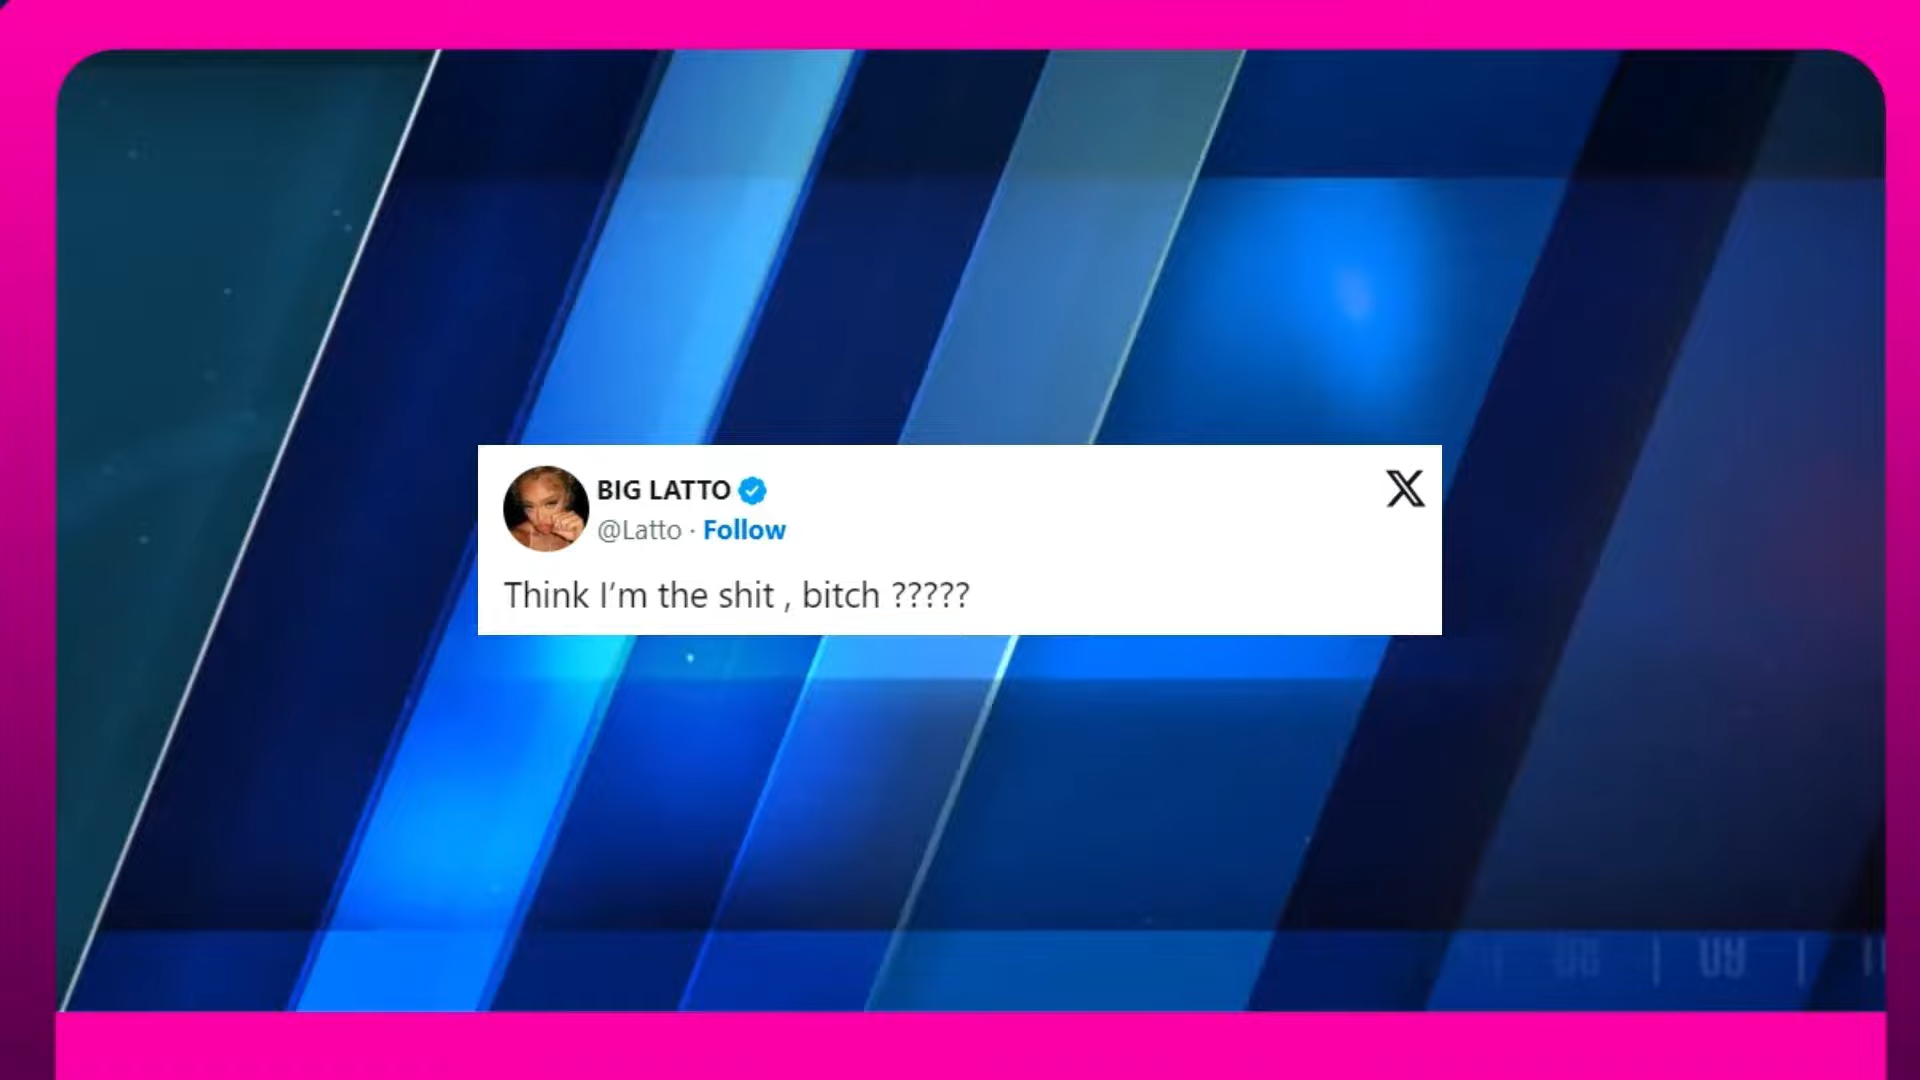 BIG LATTO
@Latto · Follow
Think I’m the shit , bitch ?????